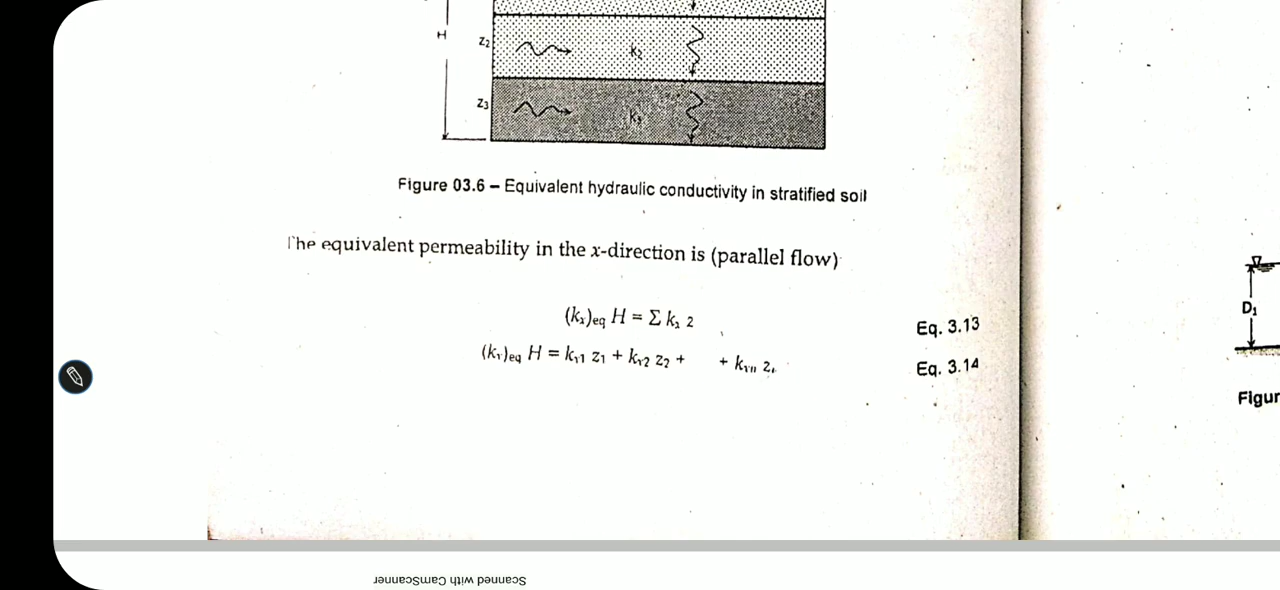 H
z₂ k₂
z₃ k₃
Figure 03.6 – Equivalent hydraulic conductivity in stratified soil
The equivalent permeability in the x-direction is (parallel flow)
(kₓ)eq H = Σ kₓ z Eq. 3.13
(kₓ)eq H = kₓ₁ z₁ + kₓ₂ z₂ + + kₓₙ zₙ Eq. 3.14
D₁
Figur
Scanned with CamScanner